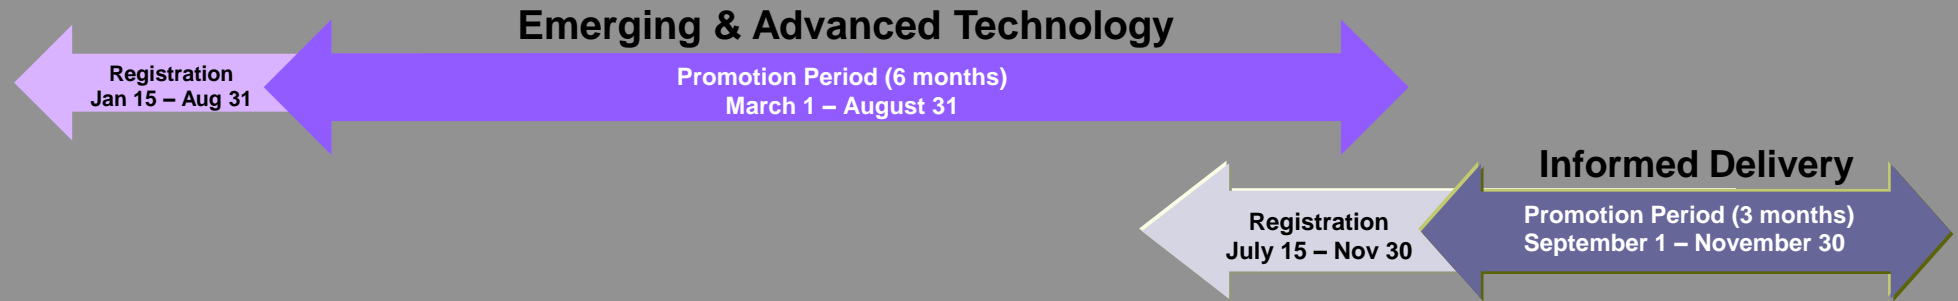 Emerging & Advanced Technology
Registration
Jan 15 – Aug 31
Promotion Period (6 months)
March 1 – August 31
Informed Delivery
Registration
July 15 – Nov 30
Promotion Period (3 months)
September 1 – November 30